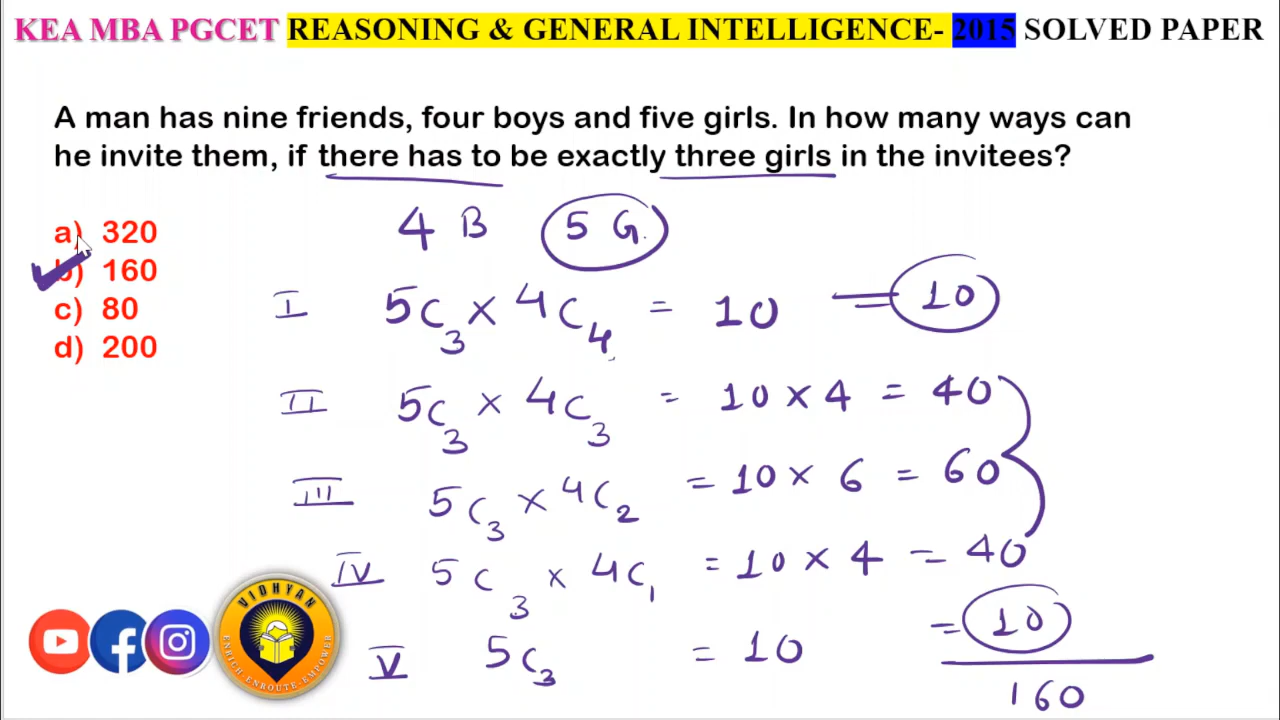 KEA MBA PGCET REASONING & GENERAL INTELLIGENCE- 2015 SOLVED PAPER
A man has nine friends, four boys and five girls. In how many ways can
he invite them, if there has to be exactly three girls in the invitees?
a) 320
b) 160
c) 80
d) 200
4 B 5 G.
I 5C3 × 4C4 = 10 = 10
II 5C3 × 4C3 = 10 × 4 = 40
III 5C3 × 4C2 = 10 × 6 = 60
IV 5C3 × 4C1 = 10 × 4 = 40
V 5C3 = 10 = 10
160
VIDHYAN
ENRICH-ENROUTE-EMPOWER